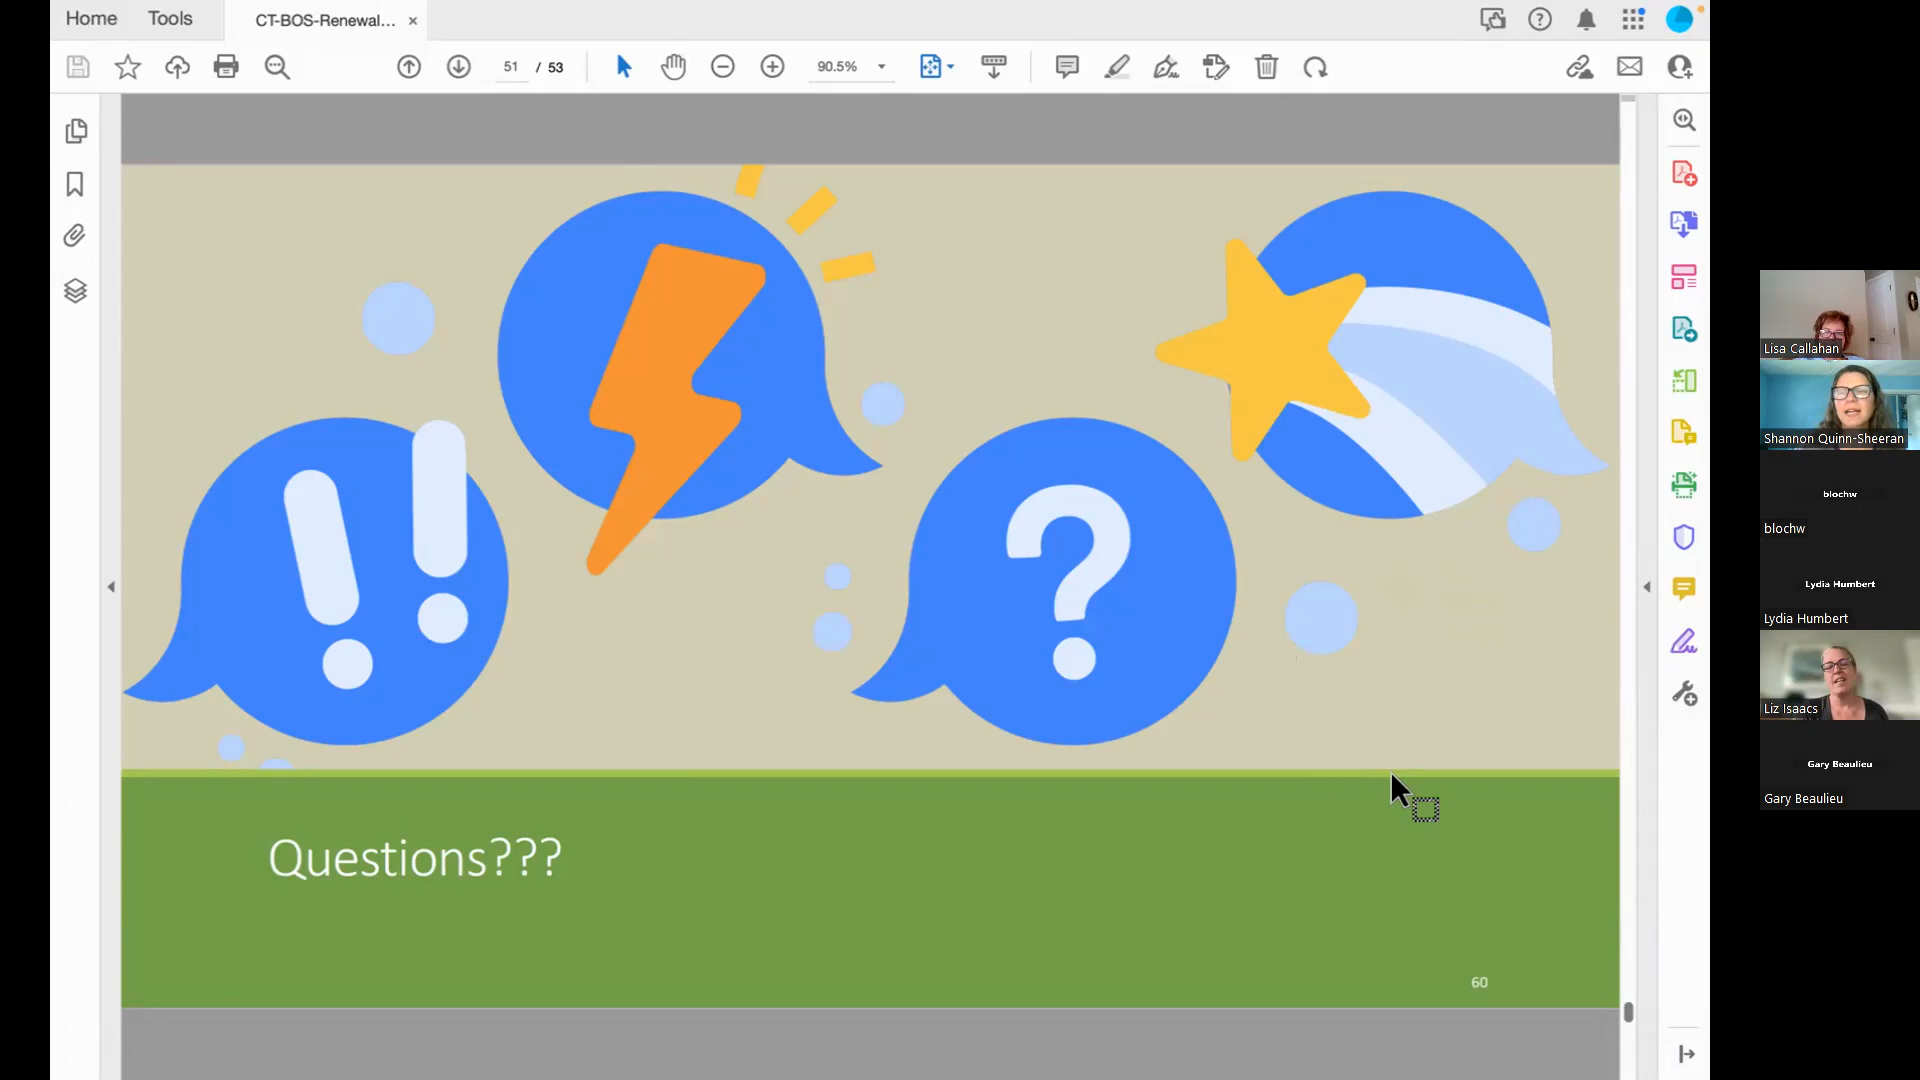 Home Tools CT-BOS-Renewal... ×
51 / 53 90.5%
Questions???
60
Lisa Callahan
Shannon Quinn-Sheeran
blochw
blochw
Lydia Humbert
Lydia Humbert
Liz Isaacs
Gary Beaulieu
Gary Beaulieu